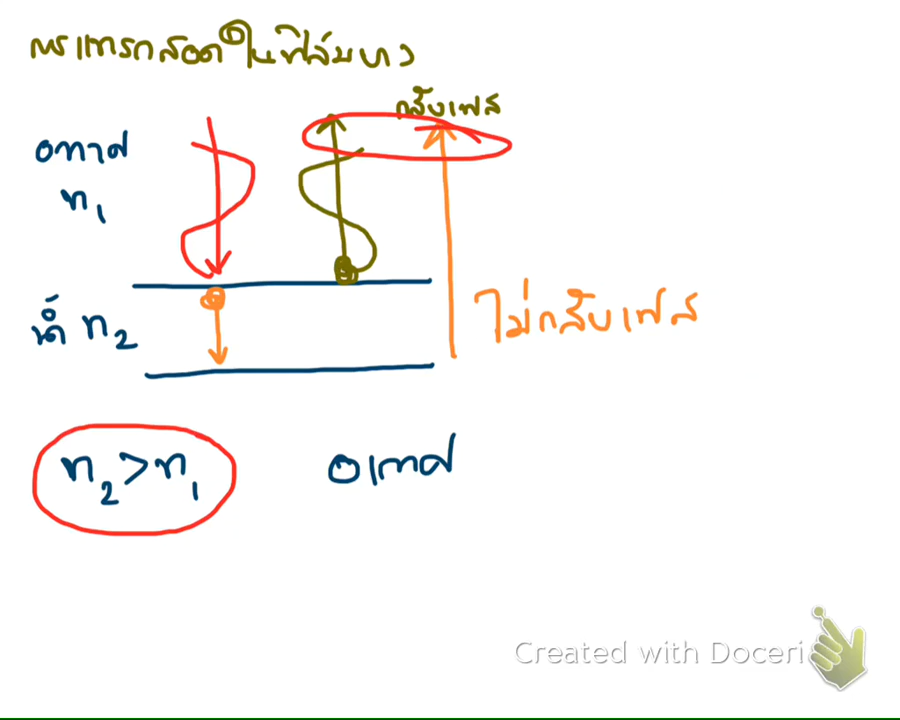 การแทรกสอดในฟิล์มบาง
กลับเฟส
อากาศ
n₁
ไม่กลับเฟส
น้ำ n₂
n₂ > n₁
อากาศ
Created with Doceri